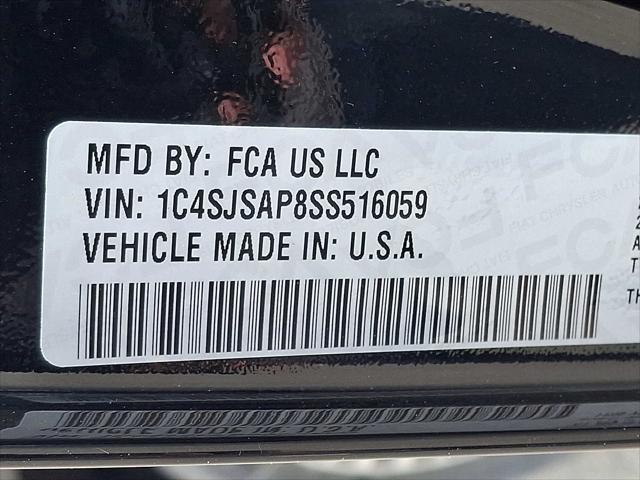 MFD BY: FCA US LLC
VIN: 1C4SJSAP8SS516059
VEHICLE MADE IN: U.S.A.